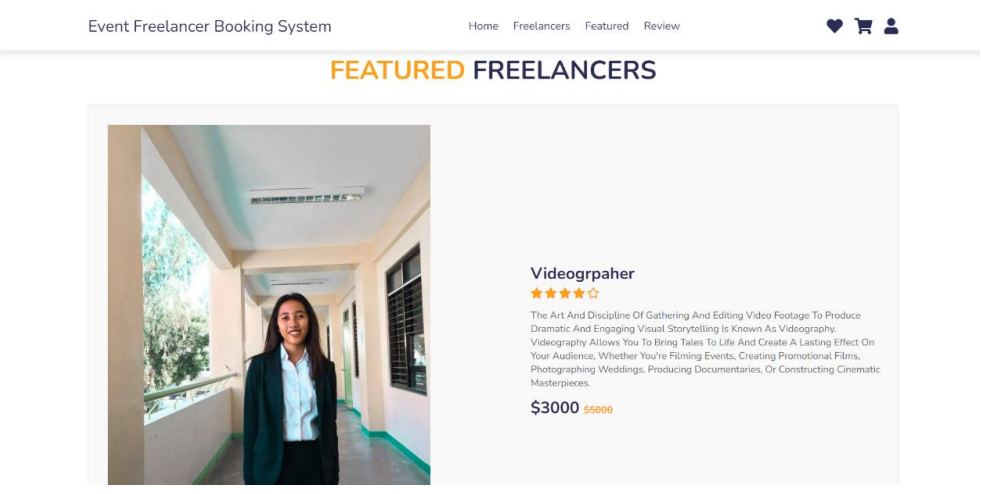 Event Freelancer Booking System
Home Freelancers Featured Review
FEATURED FREELANCERS
Videogrpaher
The Art And Discipline Of Gathering And Editing Video Footage To Produce
Dramatic And Engaging Visual Storytelling Is Known As Videography.
Videography Allows You To Bring Tales To Life And Create A Lasting Effect On
Your Audience, Whether You're Filming Events, Creating Promotional Films,
Photographing Weddings, Producing Documentaries, Or Constructing Cinematic
Masterpieces.
$3000 $5000